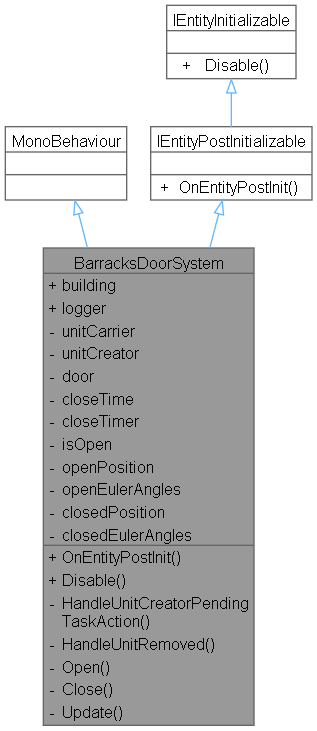 IEntityInitializable
+ Disable()
MonoBehaviour
IEntityPostInitializable
+ OnEntityPostInit()
BarracksDoorSystem
+ building
+ logger
- unitCarrier
- unitCreator
- door
- closeTime
- closeTimer
- isOpen
- openPosition
- openEulerAngles
- closedPosition
- closedEulerAngles
+ OnEntityPostInit()
+ Disable()
- HandleUnitCreatorPending
TaskAction()
- HandleUnitRemoved()
- Open()
- Close()
- Update()